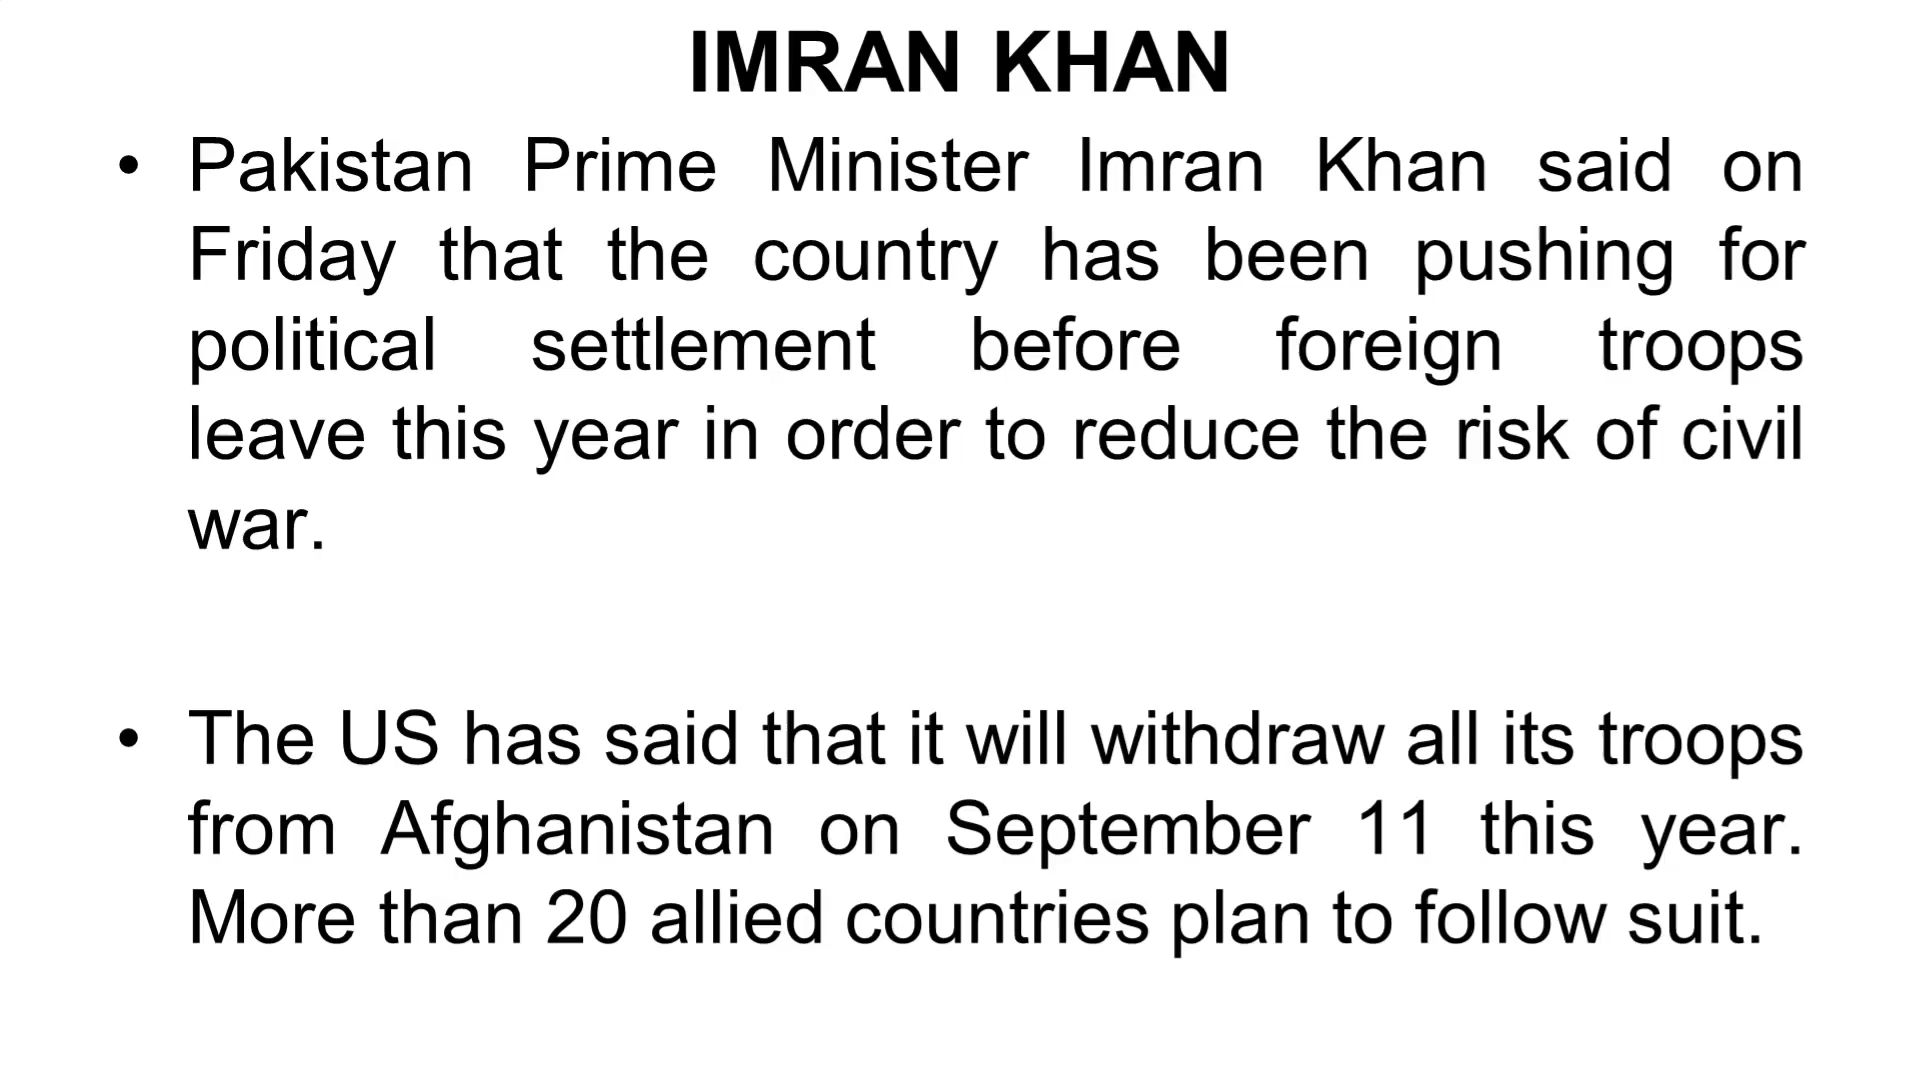 IMRAN KHAN
• Pakistan Prime Minister Imran Khan said on
Friday that the country has been pushing for
political settlement before foreign troops
leave this year in order to reduce the risk of civil
war.
• The US has said that it will withdraw all its troops
from Afghanistan on September 11 this year.
More than 20 allied countries plan to follow suit.